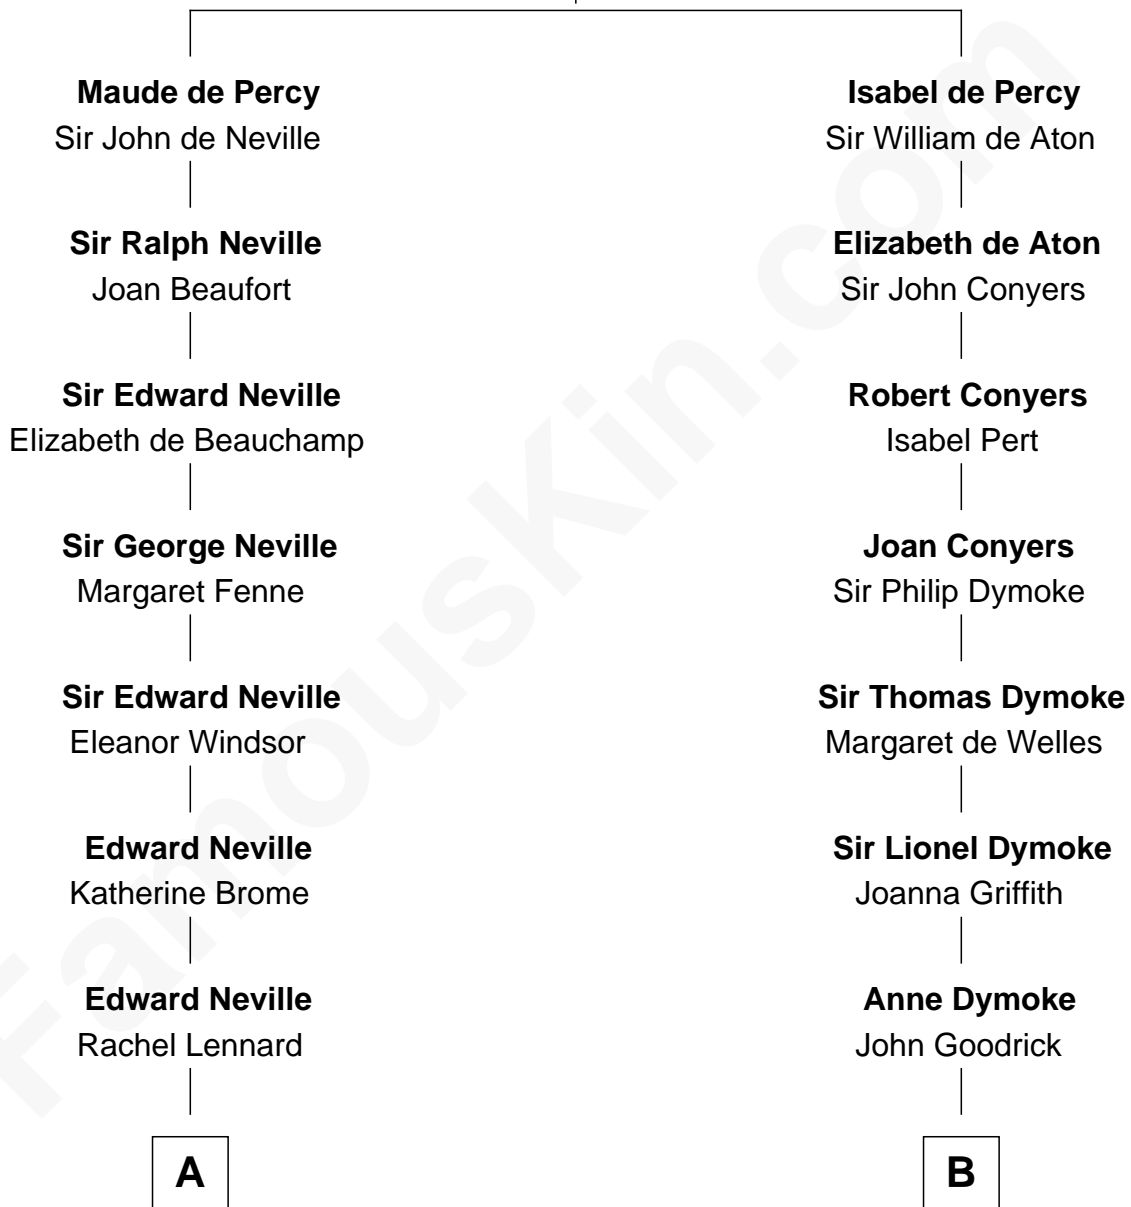 Maude de Percy
Sir John de Neville
Sir Ralph Neville
Joan Beaufort
Sir Edward Neville
Elizabeth de Beauchamp
Sir George Neville
Margaret Fenne
Sir Edward Neville
Eleanor Windsor
Edward Neville
Katherine Brome
Edward Neville
Rachel Lennard
A
Isabel de Percy
Sir William de Aton
Elizabeth de Aton
Sir John Conyers
Robert Conyers
Isabel Pert
Joan Conyers
Sir Philip Dymoke
Sir Thomas Dymoke
Margaret de Welles
Sir Lionel Dymoke
Joanna Griffith
Anne Dymoke
John Goodrick
B
FamousKin.com